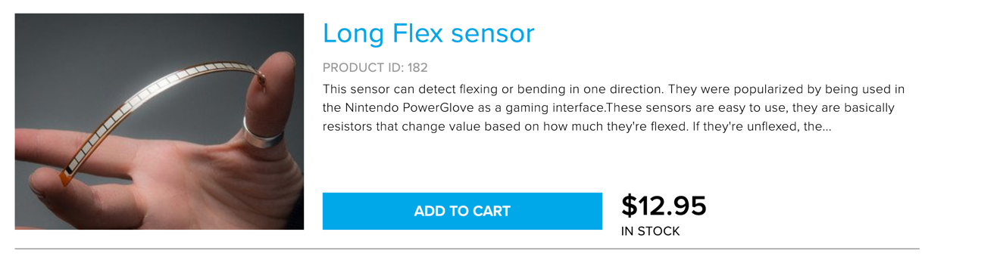 Long Flex sensor
PRODUCT ID: 182
This sensor can detect flexing or bending in one direction. They were popularized by being used in
the Nintendo PowerGlove as a gaming interface.These sensors are easy to use, they are basically
resistors that change value based on how much they're flexed. If they're unflexed, the...
ADD TO CART
$12.95
IN STOCK